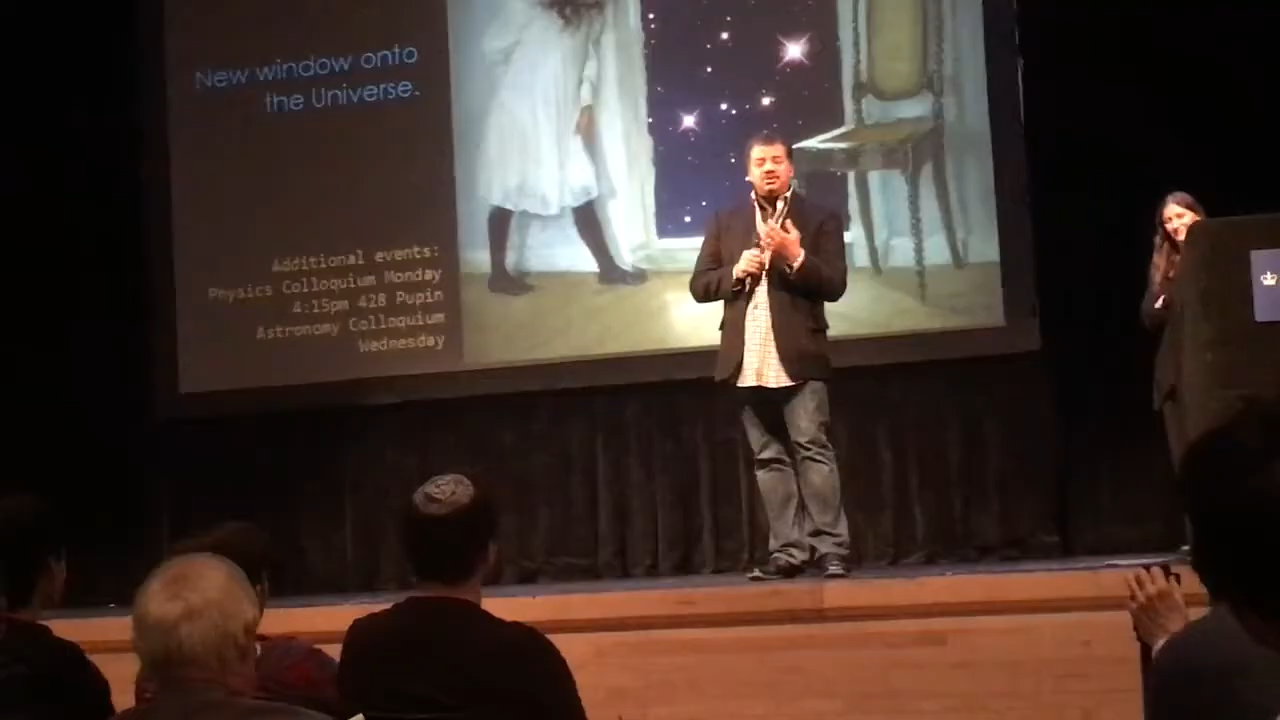 New window onto
the Universe.
Additional events:
Physics Colloquium Monday
4:15pm 428 Pupin
Astronomy Colloquium
Wednesday